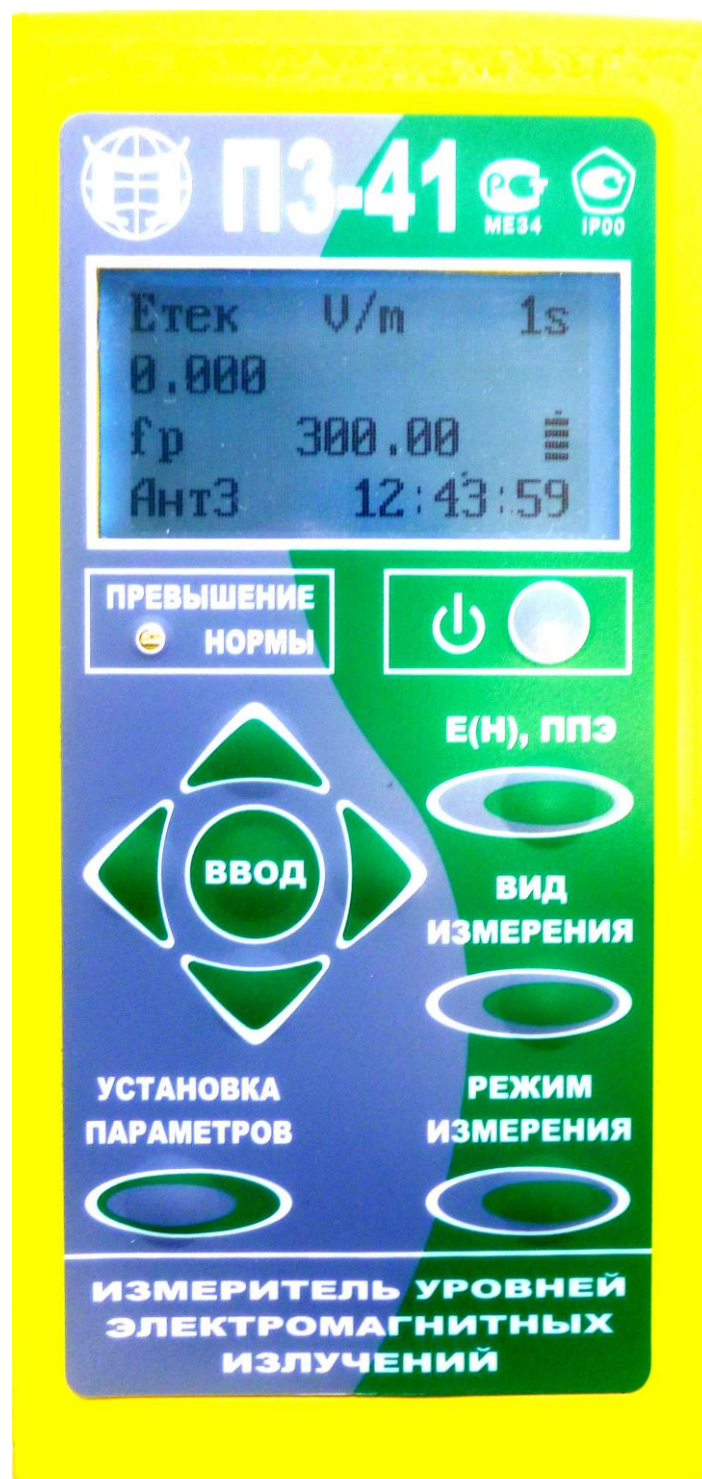 П3-41
МЕ34
IP00
Етек V/m 1s
0.000
fp 300.00
Ант3 12:43:59
ПРЕВЫШЕНИЕ
НОРМЫ
Е(Н), ППЭ
ВВОД
ВИД
ИЗМЕРЕНИЯ
УСТАНОВКА
ПАРАМЕТРОВ
РЕЖИМ
ИЗМЕРЕНИЯ
ИЗМЕРИТЕЛЬ УРОВНЕЙ
ЭЛЕКТРОМАГНИТНЫХ
ИЗЛУЧЕНИЙ